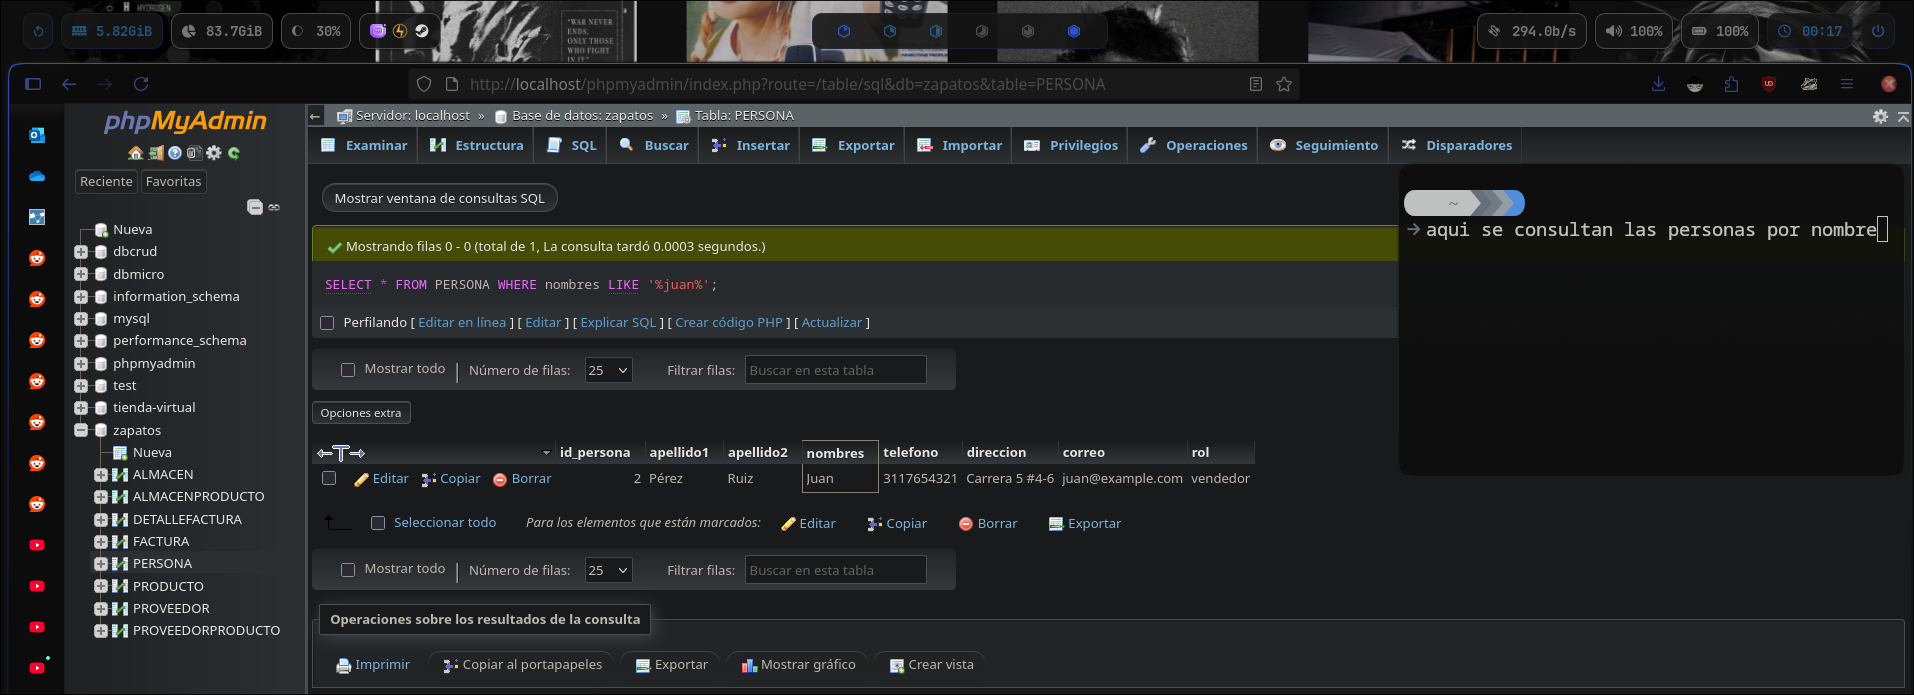 5.82GiB 83.7GiB 30% 294.0b/s 100% 100% 00:17
"WAR NEVER
ENDS,
ONLY THOSE
WHO FIGHT
IN IT"
http://localhost/phpmyadmin/index.php?route=/table/sql&db=zapatos&table=PERSONA
phpMyAdmin
Reciente Favoritas
Nueva
dbcrud
dbmicro
information_schema
mysql
performance_schema
phpmyadmin
test
tienda-virtual
zapatos
Nueva
ALMACEN
ALMACENPRODUCTO
DETALLEFACTURA
FACTURA
PERSONA
PRODUCTO
PROVEEDOR
PROVEEDORPRODUCTO
Servidor: localhost » Base de datos: zapatos » Tabla: PERSONA
Examinar Estructura SQL Buscar Insertar Exportar Importar Privilegios Operaciones Seguimiento Disparadores
Mostrar ventana de consultas SQL
Mostrando filas 0 - 0 (total de 1, La consulta tardó 0.0003 segundos.)
SELECT * FROM PERSONA WHERE nombres LIKE '%juan%';
Perfilando [ Editar en línea ] [ Editar ] [ Explicar SQL ] [ Crear código PHP ] [ Actualizar ]
Mostrar todo | Número de filas: 25 Filtrar filas: Buscar en esta tabla
Opciones extra
←T→ id_persona apellido1 apellido2 nombres telefono direccion correo rol
Editar Copiar Borrar 2 Pérez Ruiz Juan 3117654321 Carrera 5 #4-6 juan@example.com vendedor
Seleccionar todo Para los elementos que están marcados: Editar Copiar Borrar Exportar
Mostrar todo | Número de filas: 25 Filtrar filas: Buscar en esta tabla
Operaciones sobre los resultados de la consulta
Imprimir Copiar al portapapeles Exportar Mostrar gráfico Crear vista
~
→ aqui se consultan las personas por nombre